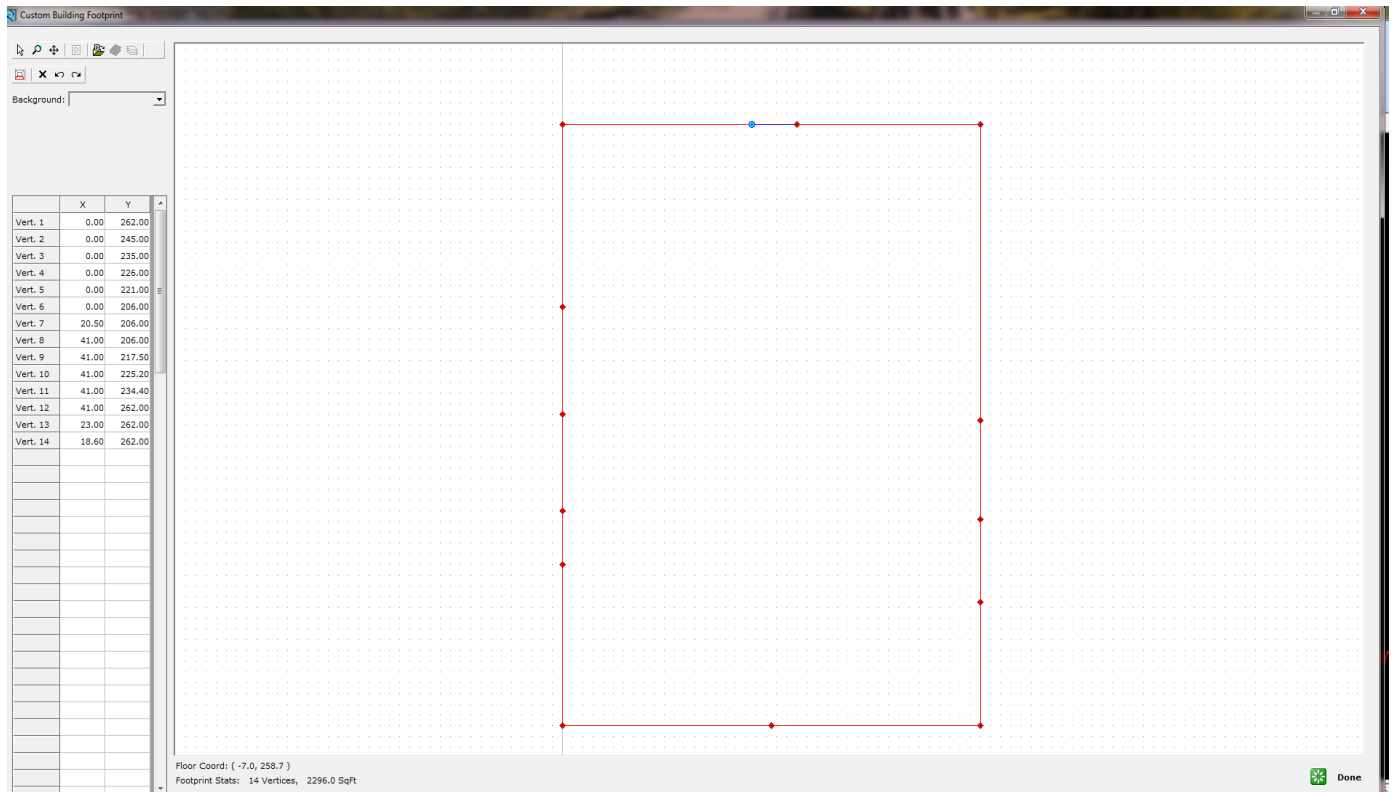 Custom Building Footprint
Background:
X Y
Vert. 1 0.00 262.00
Vert. 2 0.00 245.00
Vert. 3 0.00 235.00
Vert. 4 0.00 226.00
Vert. 5 0.00 221.00
Vert. 6 0.00 206.00
Vert. 7 20.50 206.00
Vert. 8 41.00 206.00
Vert. 9 41.00 217.50
Vert. 10 41.00 225.20
Vert. 11 41.00 234.40
Vert. 12 41.00 262.00
Vert. 13 23.00 262.00
Vert. 14 18.60 262.00
Floor Coord: ( -7.0, 258.7 )
Footprint Stats: 14 Vertices, 2296.0 SqFt
Done